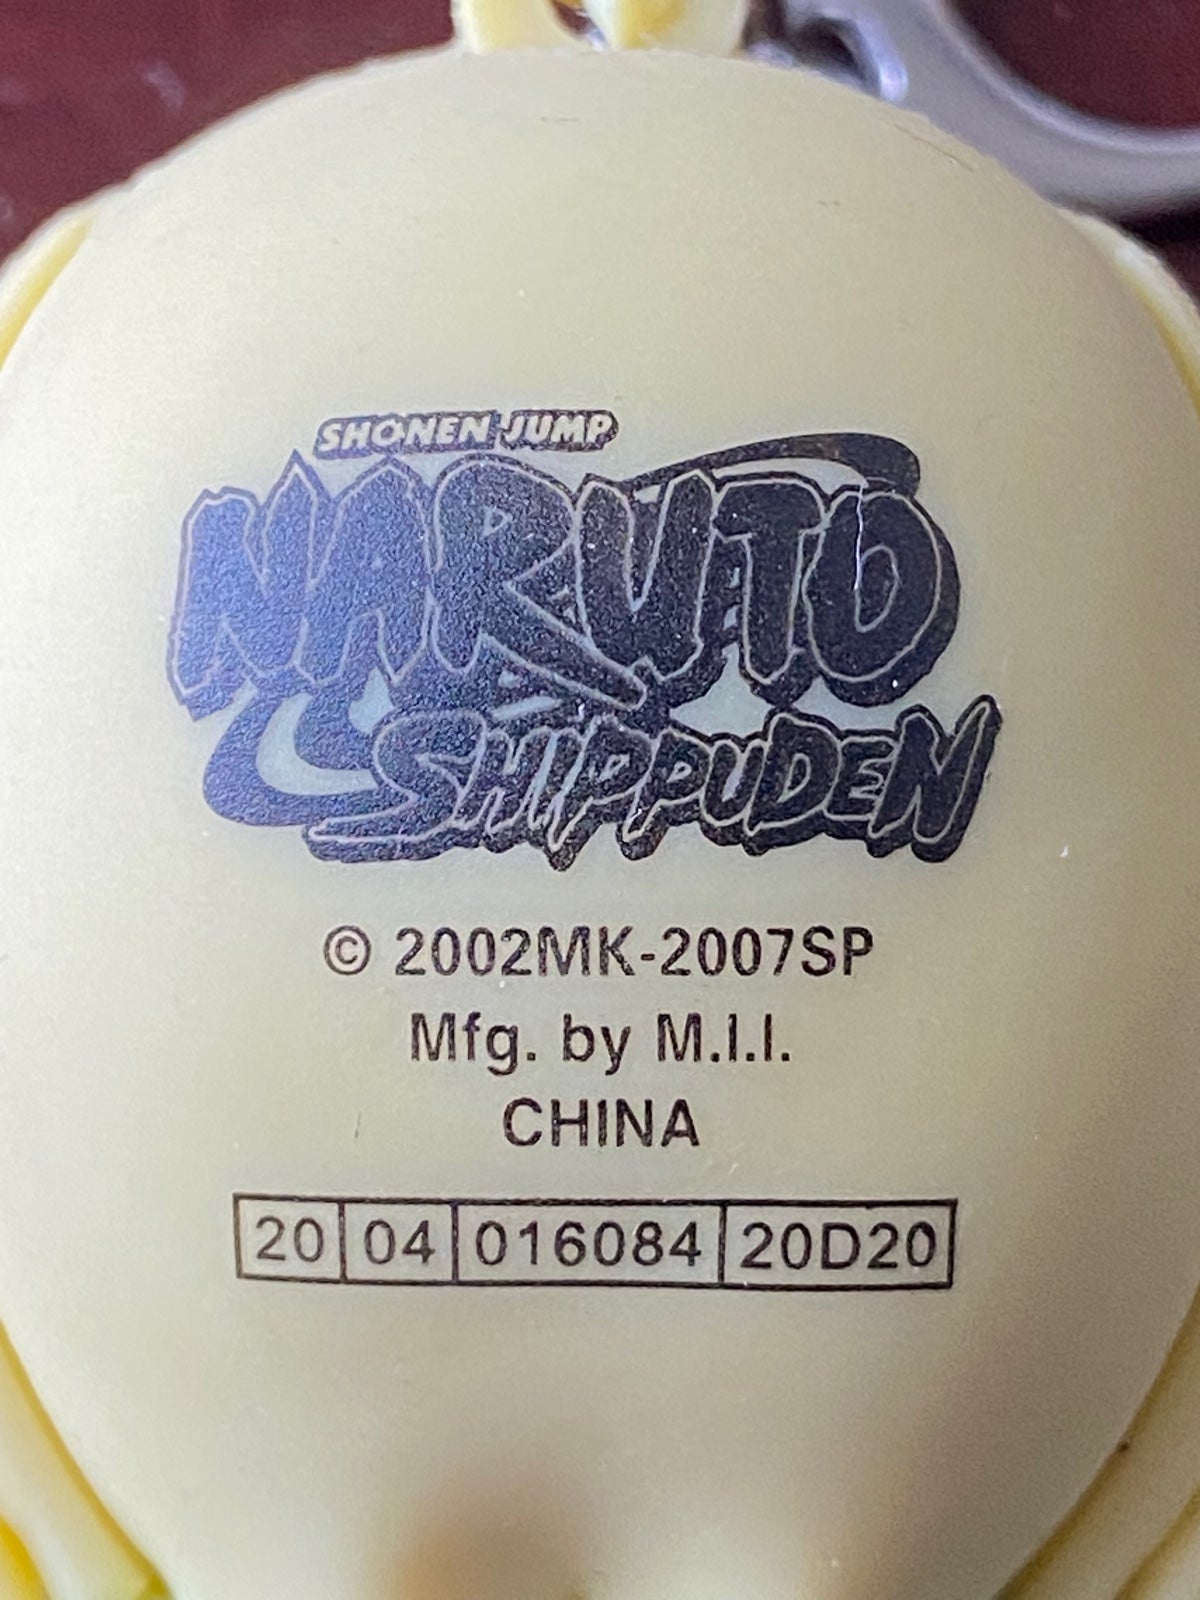 SHONEN JUMP
NARUTO
SHIPPUDEN
© 2002MK-2007SP
Mfg. by M.I.I.
CHINA
20 04 016084 20D20